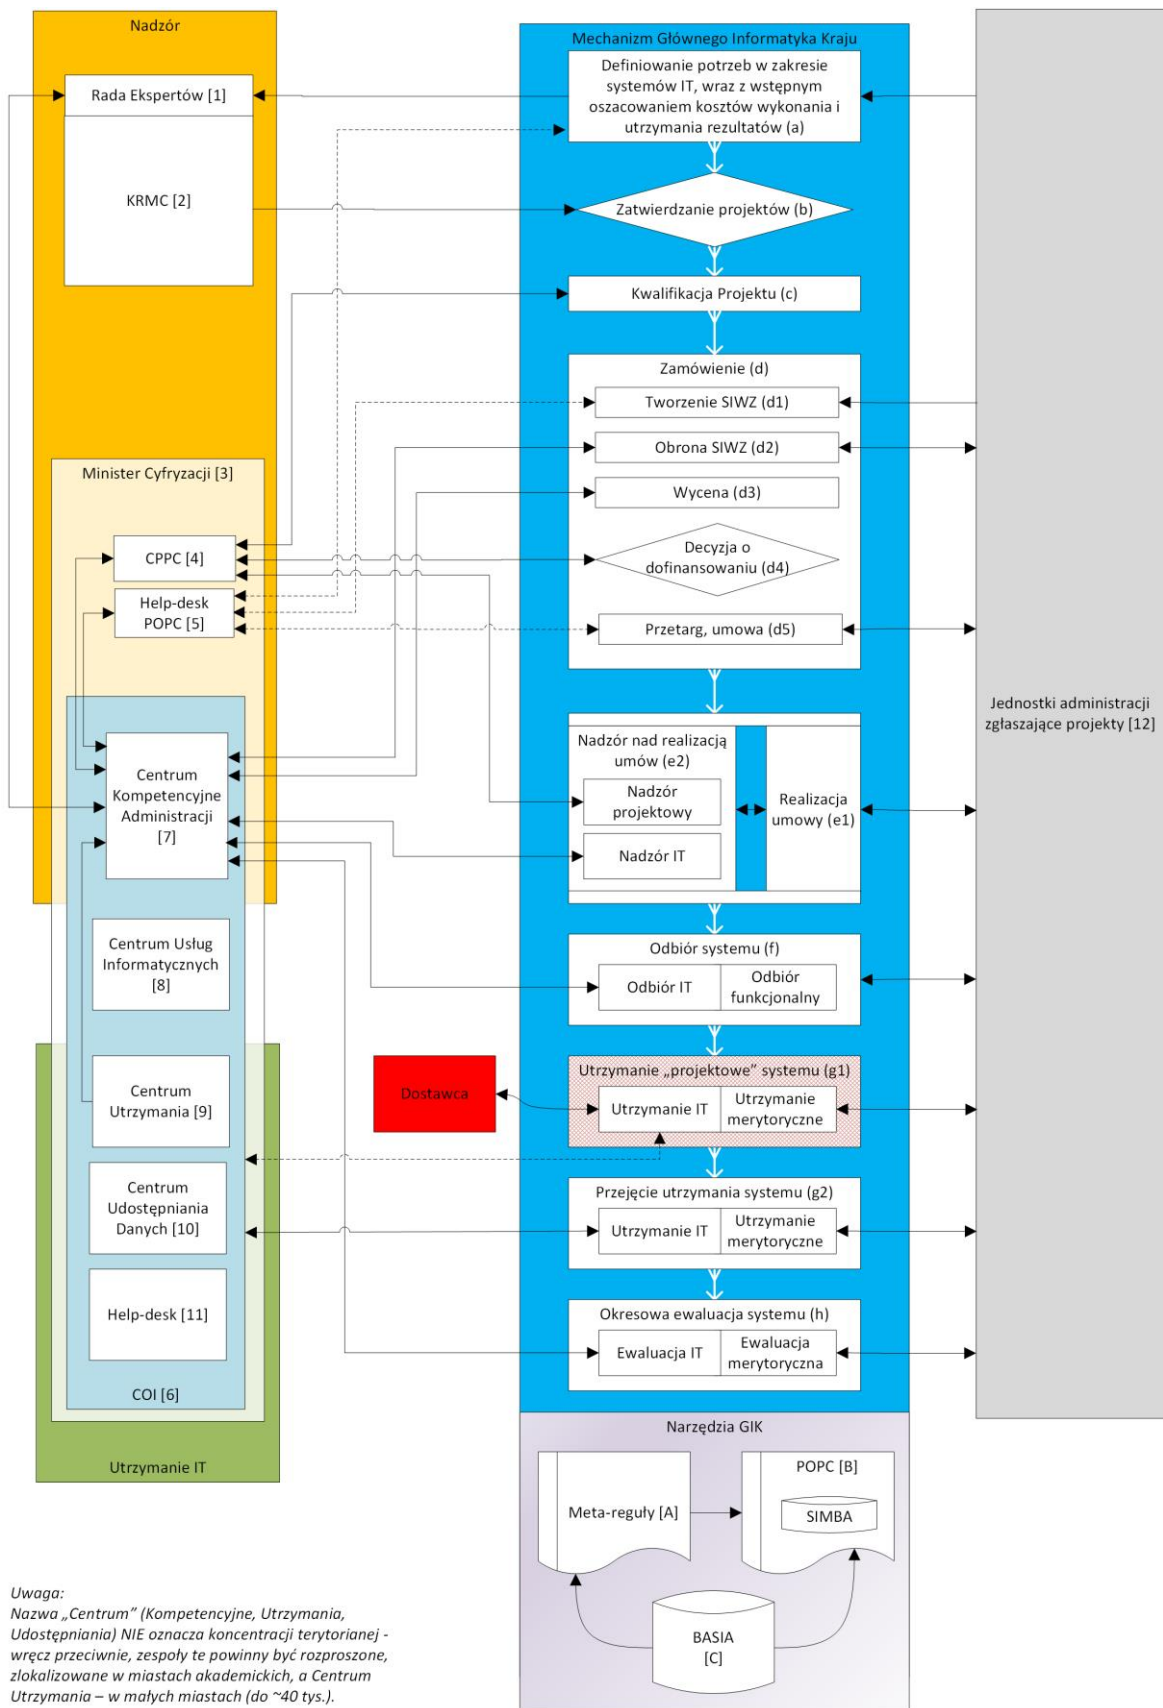 Nadzór
Rada Ekspertów [1]
KRMC [2]
Minister Cyfryzacji [3]
CPPC [4]
Help-desk
POPC [5]
Centrum
Kompetencyjne
Administracji
[7]
Centrum Usług
Informatycznych
[8]
Centrum
Utrzymania [9]
Centrum
Udostępniania
Danych [10]
Help-desk [11]
COI [6]
Utrzymanie IT
Dostawca
Mechanizm Głównego Informatyka Kraju
Definiowanie potrzeb w zakresie
systemów IT, wraz z wstępnym
oszacowaniem kosztów wykonania i
utrzymania rezultatów (a)
Zatwierdzanie projektów (b)
Kwalifikacja Projektu (c)
Zamówienie (d)
Tworzenie SIWZ (d1)
Obrona SIWZ (d2)
Wycena (d3)
Decyzja o
dofinansowaniu (d4)
Przetarg, umowa (d5)
Nadzór nad realizacją
umów (e2)
Nadzór
projektowy
Nadzór IT
Realizacja
umowy (e1)
Odbiór systemu (f)
Odbiór IT
Odbiór
funkcjonalny
Utrzymanie „projektowe” systemu (g1)
Utrzymanie IT
Utrzymanie
merytoryczne
Przejęcie utrzymania systemu (g2)
Utrzymanie IT
Utrzymanie
merytoryczne
Okresowa ewaluacja systemu (h)
Ewaluacja IT
Ewaluacja
merytoryczna
Jednostki administracji
zgłaszające projekty [12]
Narzędzia GIK
Meta-reguły [A]
POPC [B]
SIMBA
BASIA
[C]
Uwaga:
Nazwa „Centrum” (Kompetencyjne, Utrzymania,
Udostępniania) NIE oznacza koncentracji terytorianej -
wręcz przeciwnie, zespoły te powinny być rozproszone,
zlokalizowane w miastach akademickich, a Centrum
Utrzymania – w małych miastach (do ~40 tys.).